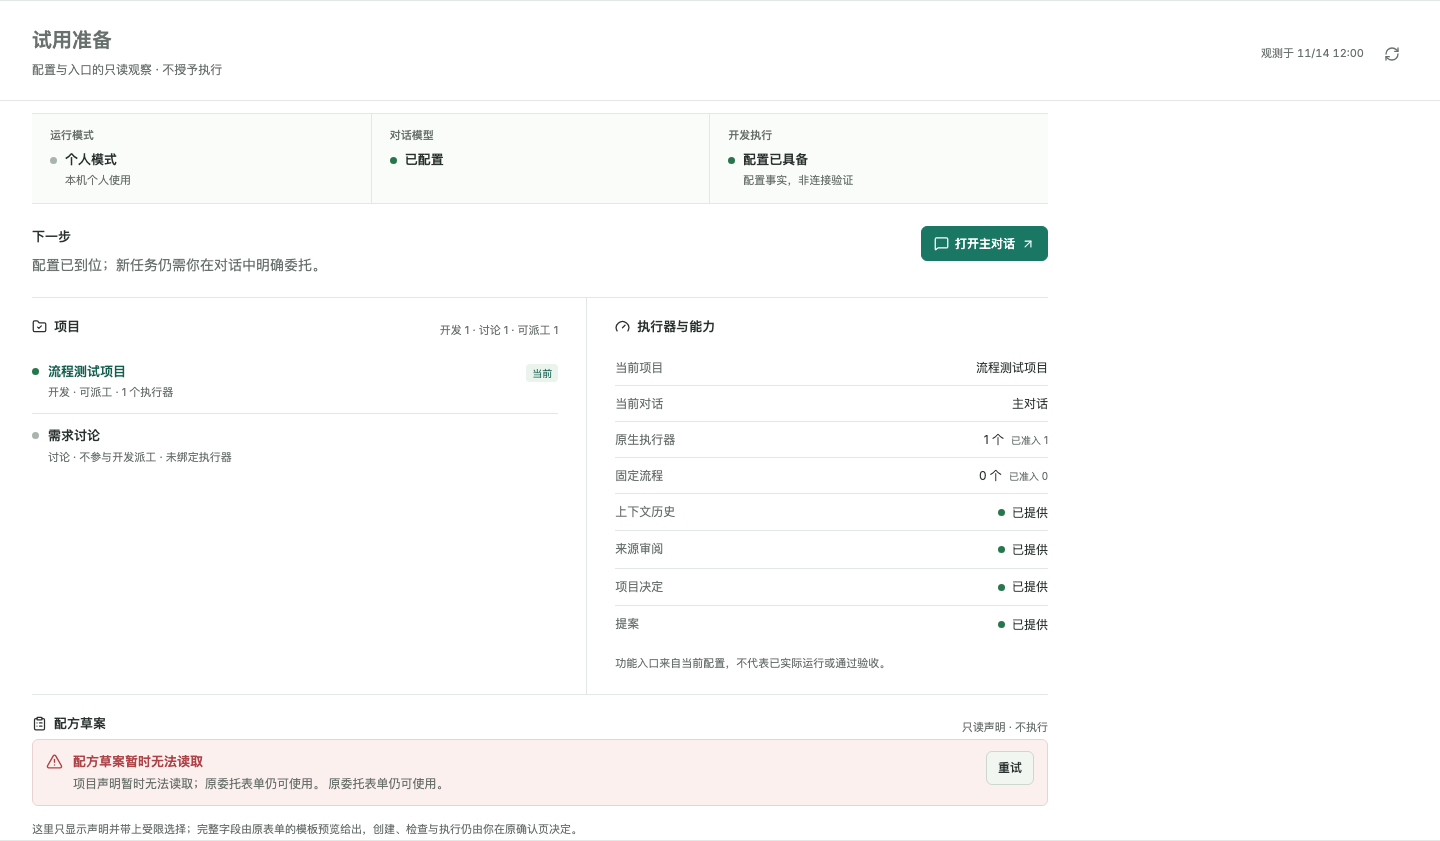 试用准备
配置与入口的只读观察 · 不授予执行
观测于 11/14 12:00
运行模式
个人模式
本机个人使用
对话模型
已配置
开发执行
配置已具备
配置事实，非连接验证
下一步
配置已到位；新任务仍需你在对话中明确委托。
打开主对话
项目
开发 1 · 讨论 1 · 可派工 1
流程测试项目
当前
开发 · 可派工 · 1 个执行器
需求讨论
讨论 · 不参与开发派工 · 未绑定执行器
执行器与能力
当前项目 流程测试项目
当前对话 主对话
原生执行器 1 个 已准入 1
固定流程 0 个 已准入 0
上下文历史 已提供
来源审阅 已提供
项目决定 已提供
提案 已提供
功能入口来自当前配置，不代表已实际运行或通过验收。
配方草案
只读声明 · 不执行
配方草案暂时无法读取
项目声明暂时无法读取；原委托表单仍可使用。 原委托表单仍可使用。
重试
这里只显示声明并带上受限选择；完整字段由原表单的模板预览给出，创建、检查与执行仍由你在原确认页决定。